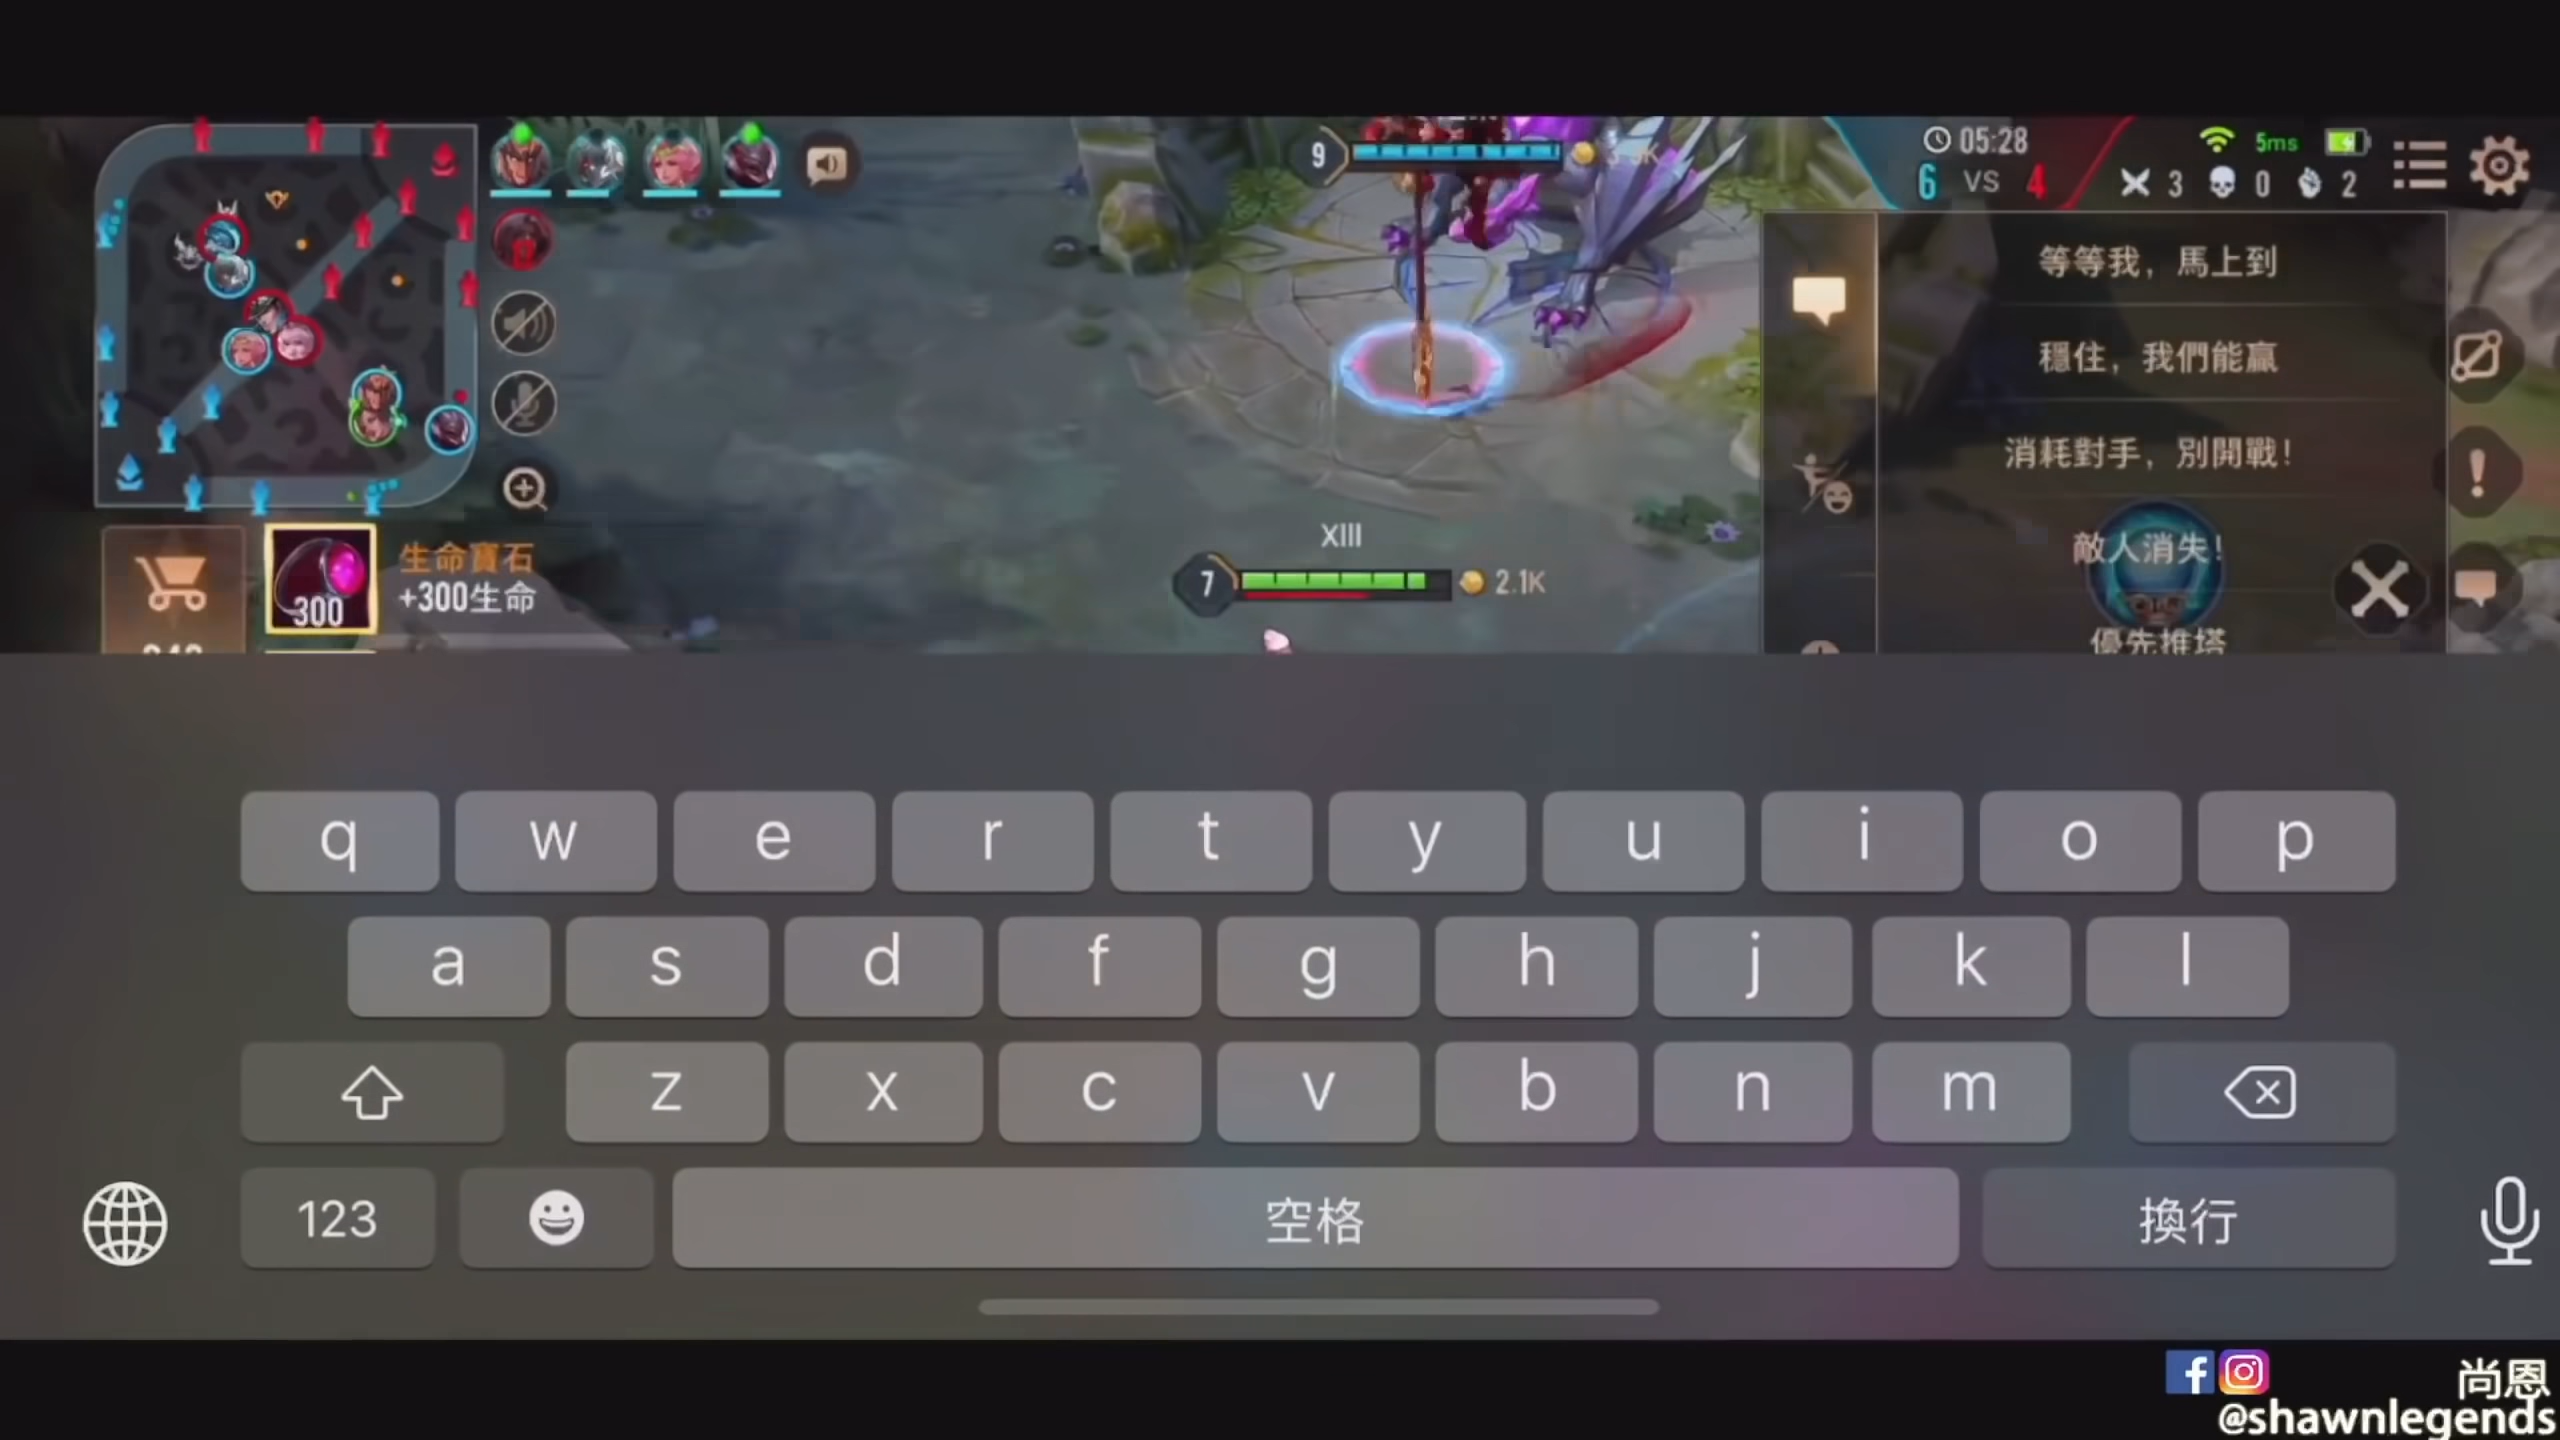 9
05:28
5ms
6 VS 4
3 0 2
等等我，馬上到
穩住，我們能贏
消耗對手，別開戰！
敵人消失！
優先推塔
300
生命寶石
+300生命
XIII
7
2.1K
q w e r t y u i o p
a s d f g h j k l
z x c v b n m
123 空格 換行
尚恩
@shawnlegends